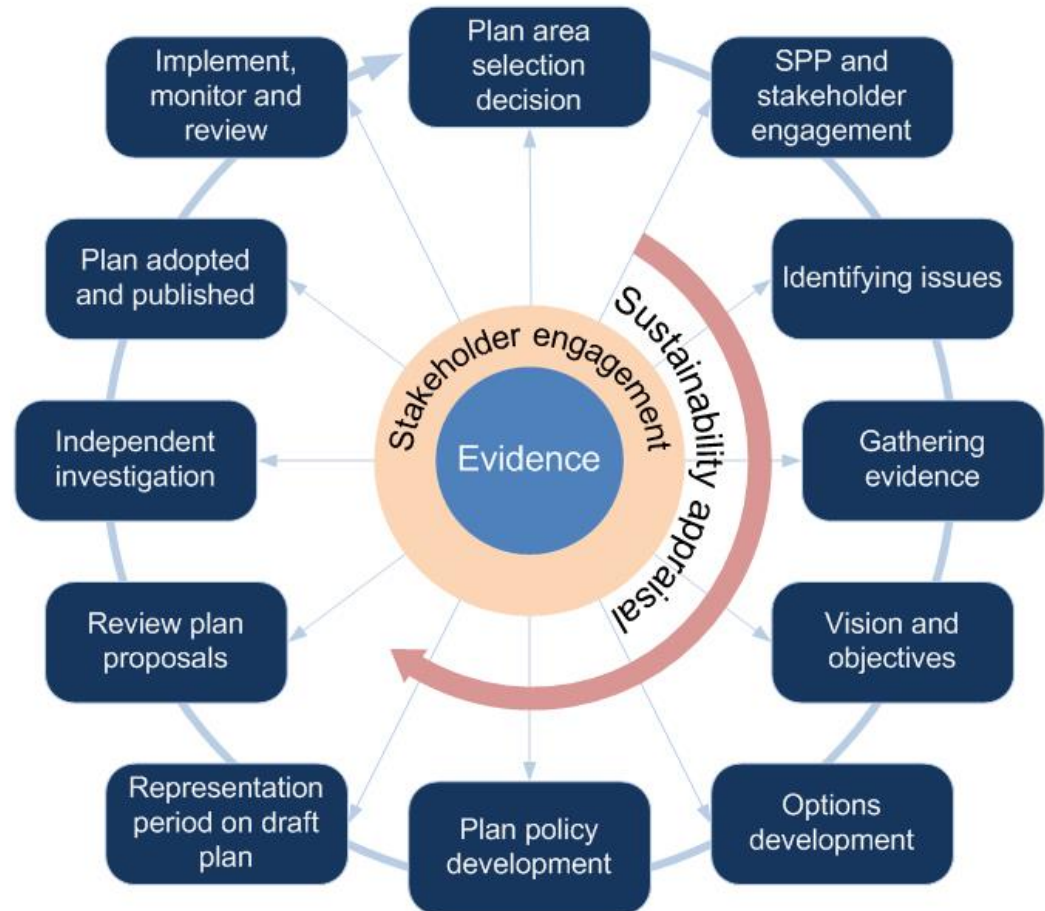 Plan area
selection
decision
SPP and
stakeholder
engagement
Identifying issues
Gathering
evidence
Vision and
objectives
Options
development
Plan policy
development
Representation
period on draft
plan
Review plan
proposals
Independent
investigation
Plan adopted
and published
Implement,
monitor and
review
Stakeholder engagement
Evidence
Sustainability appraisal